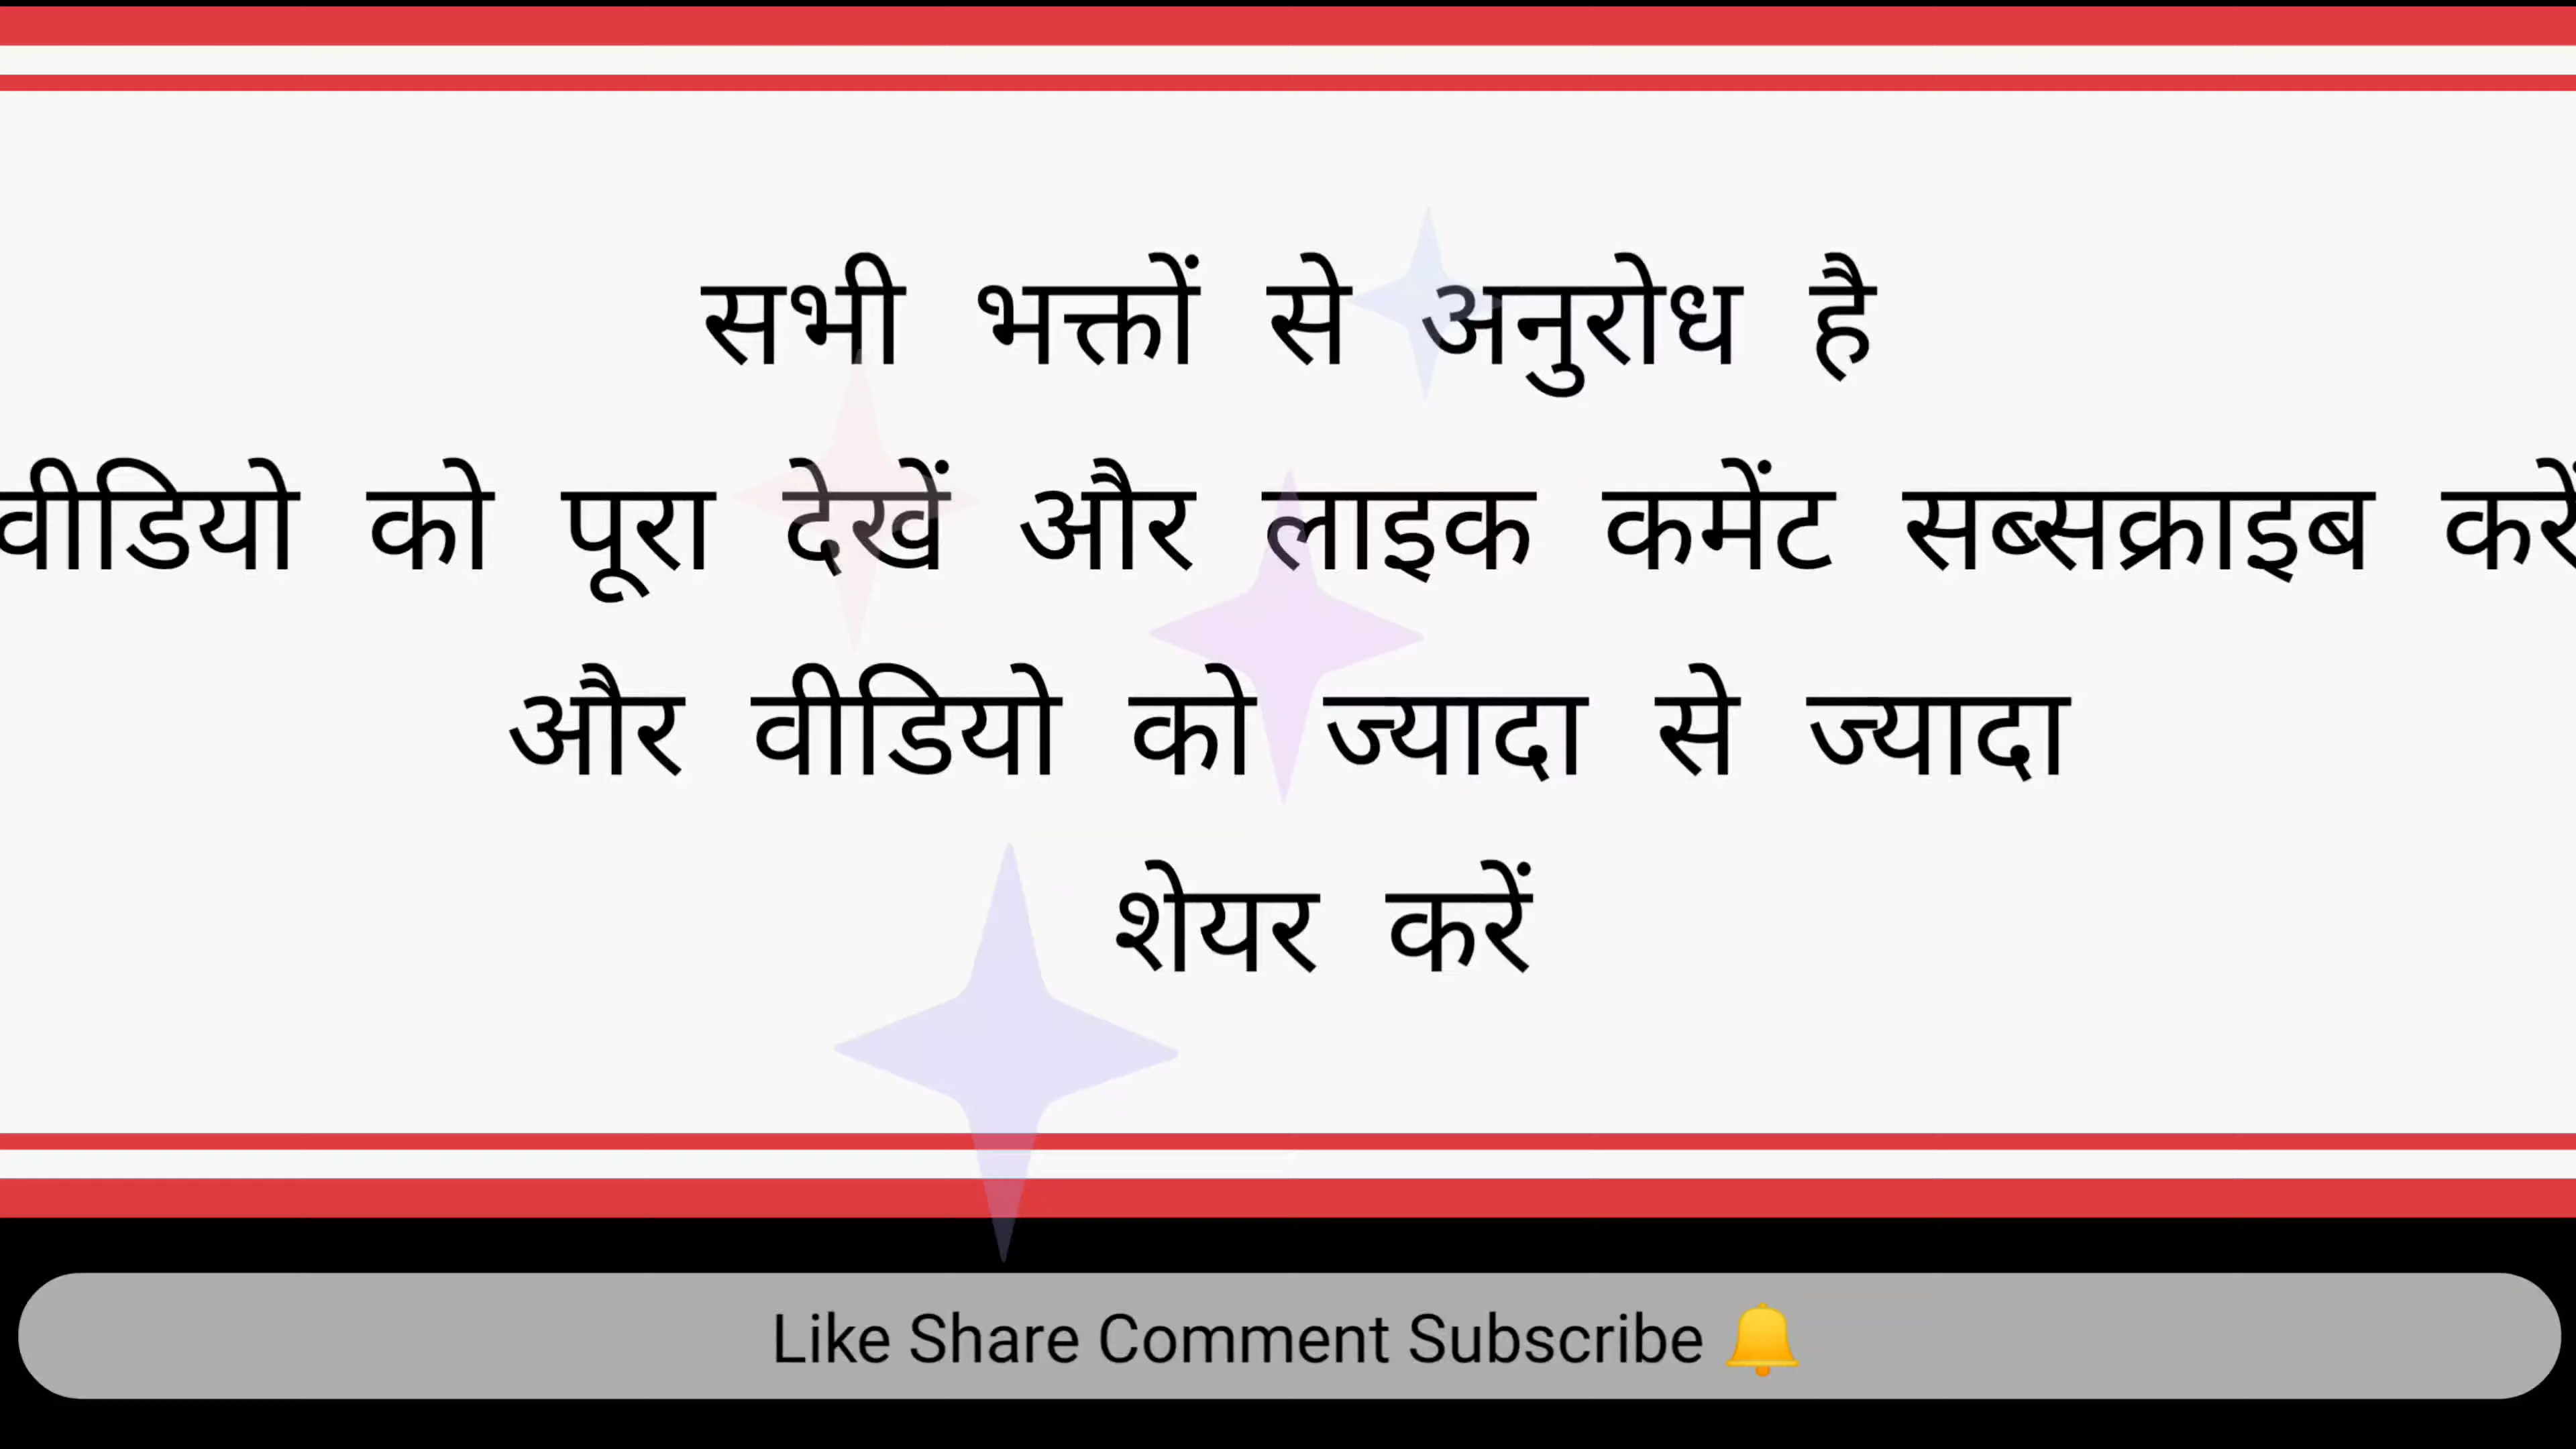 सभी भक्तों से अनुरोध है
वीडियो को पूरा देखें और लाइक कमेंट सब्सक्राइब करें
और वीडियो को ज्यादा से ज्यादा
शेयर करें
Like Share Comment Subscribe 🔔